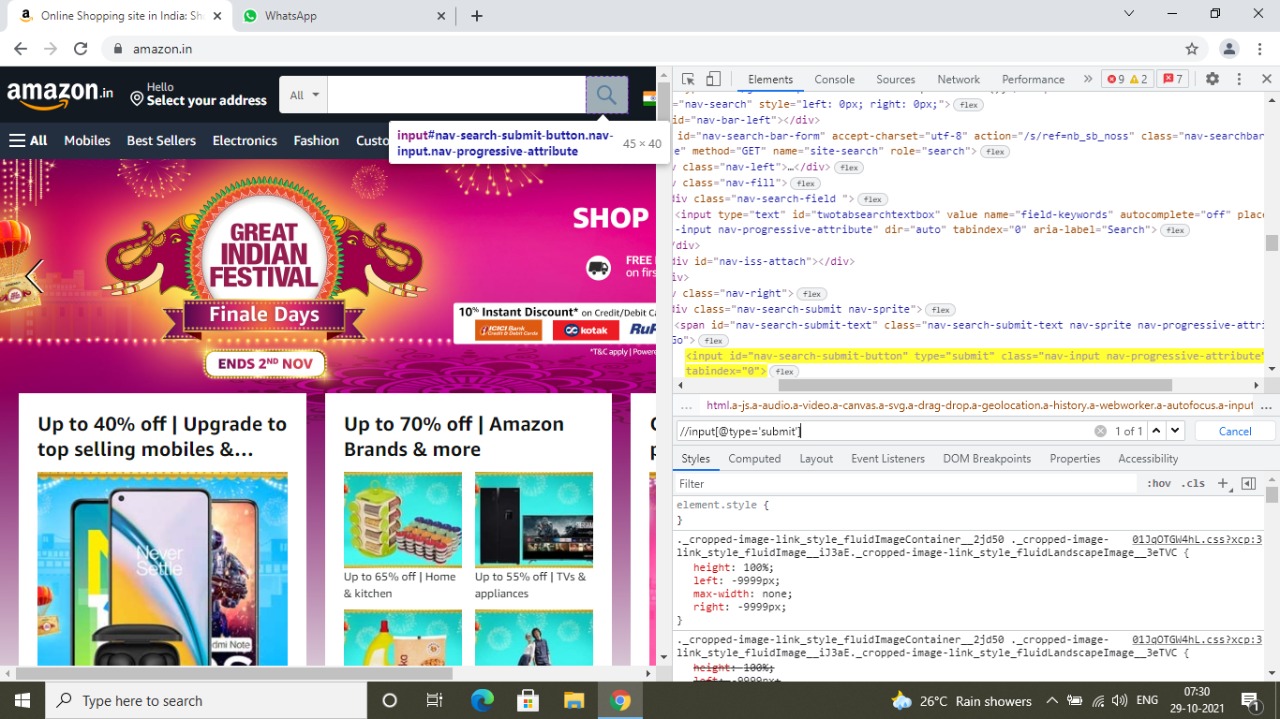 Online Shopping site in India: Sh
WhatsApp
amazon.in
amazon.in
Hello
Select your address
All
All
Mobiles
Best Sellers
Electronics
Fashion
Custo
input#nav-search-submit-button.nav-
input.nav-progressive-attribute
45 × 40
GREAT
INDIAN
FESTIVAL
Finale Days
ENDS 2ND NOV
SHOP
FREE
on firs
10% Instant Discount* on Credit/Debit Ca
ICICI Bank
kotak
RuP
*T&C apply | Powere
Up to 40% off | Upgrade to
top selling mobiles &...
Never
Settle
dmi Note
Up to 70% off | Amazon
Brands & more
Up to 65% off | Home
& kitchen
Up to 55% off | TVs &
appliances
Elements
Console
Sources
Network
Performance
»
9
2
7
="nav-search" style="left: 0px; right: 0px;"> flex
id="nav-bar-left"></div>
id="nav-search-bar-form" accept-charset="utf-8" action="/s/ref=nb_sb_noss" class="nav-searchbar
e" method="GET" name="site-search" role="search"> flex
class="nav-left">…</div> flex
class="nav-fill"> flex
div class="nav-search-field "> flex
<input type="text" id="twotabsearchtextbox" value name="field-keywords" autocomplete="off" place
-input nav-progressive-attribute" dir="auto" tabindex="0" aria-label="Search"> flex
/div>
div id="nav-iss-attach"></div>
iv>
class="nav-right"> flex
div class="nav-search-submit nav-sprite"> flex
<span id="nav-search-submit-text" class="nav-search-submit-text nav-sprite nav-progressive-attri
Go"> flex
<input id="nav-search-submit-button" type="submit" class="nav-input nav-progressive-attribute"
tabindex="0"> flex
... html.a-js.a-audio.a-video.a-canvas.a-svg.a-drag-drop.a-geolocation.a-history.a-webworker.a-autofocus.a-input ...
//input[@type='submit']
1 of 1
Cancel
Styles
Computed
Layout
Event Listeners
DOM Breakpoints
Properties
Accessibility
Filter
:hov .cls
element.style {
}
._cropped-image-link_style_fluidImageContainer__2jd50 ._cropped-image- 01JqOTGW4hL.css?xcp:3
link_style_fluidImage__iJ3aE._cropped-image-link_style_fluidLandscapeImage__3eTVC {
height: 100%;
left: -9999px;
max-width: none;
right: -9999px;
}
._cropped-image-link_style_fluidImageContainer__2jd50 ._cropped-image- 01JqOTGW4hL.css?xcp:3
link_style_fluidImage__iJ3aE._cropped-image-link_style_fluidLandscapeImage__3eTVC {
height: 100%;
left: -9999px;
Type here to search
26°C Rain showers
ENG
07:30
29-10-2021
1